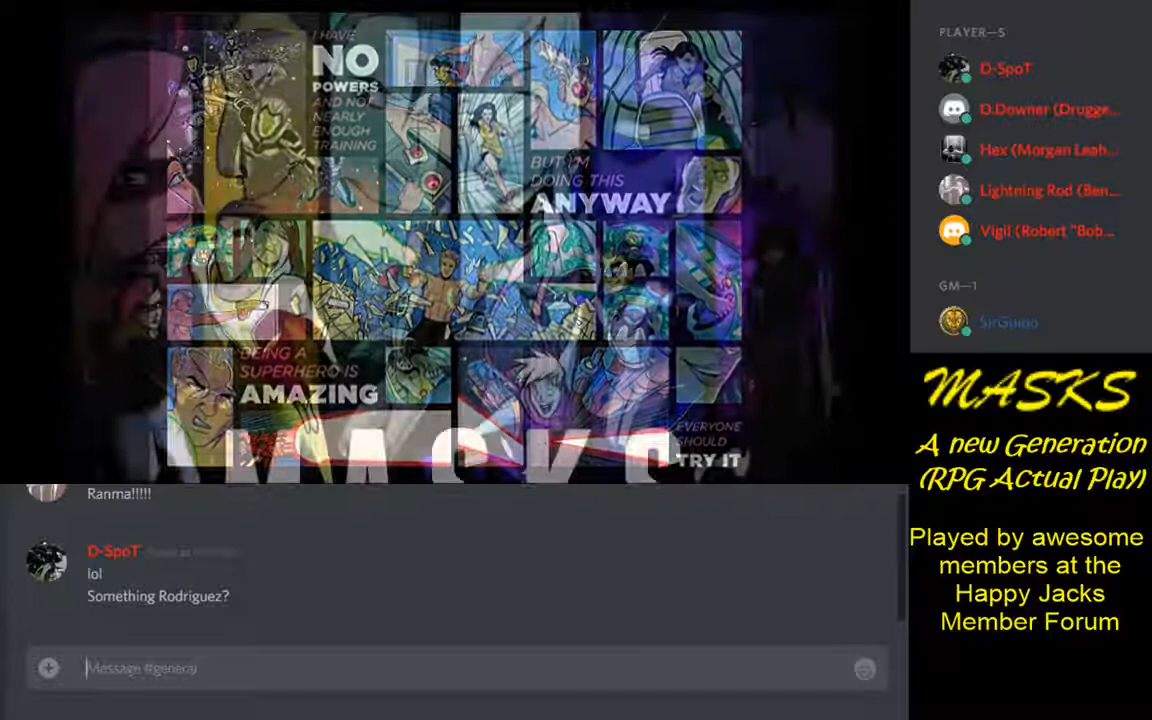 I HAVE
NO
POWERS
AND NOT
NEARLY
ENOUGH
TRAINING
BUT I'M
DOING THIS
ANYWAY
BEING A
SUPERHERO IS
AMAZING
EVERYONE
SHOULD
TRY IT
MASKS
PLAYER—5
D-SpoT
D.Downer (Drugge...
Hex (Morgan Leah...
Lightning Rod (Ben...
Vigil (Robert "Bob...
GM—1
SirGuido
MASKS
A new Generation
(RPG Actual Play)
Played by awesome
members at the
Happy Jacks
Member Forum
Ranma!!!!!
D-SpoT
lol
Something Rodriguez?
Message #general